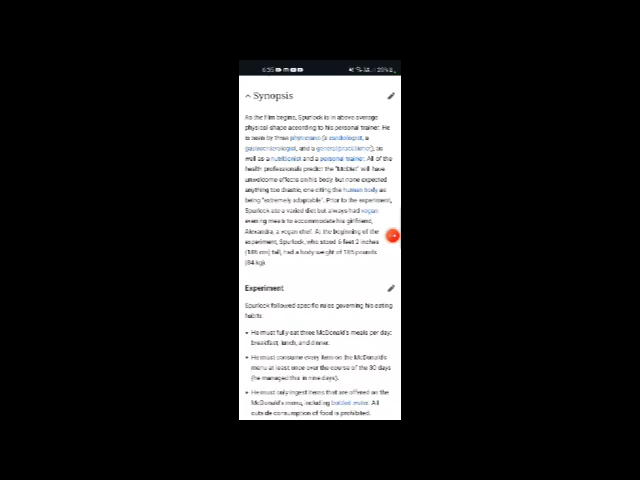 Synopsis
As the film begins, Spurlock is in above average
physical shape according to his personal trainer. He
is seen by three physicians (a cardiologist, a
gastroenterologist, and a general practitioner), as
well as a nutritionist and a personal trainer. All of the
health professionals predict the "McDiet" will have
unwelcome effects on his body, but none expected
anything too drastic, one citing the human body as
being "extremely adaptable". Prior to the experiment,
Spurlock ate a varied diet but always had vegan
evening meals to accommodate his girlfriend,
Alexandra, a vegan chef. At the beginning of the
experiment, Spurlock, who stood 6 feet 2 inches
(188 cm) tall, had a body weight of 185 pounds
(84 kg).
Experiment
Spurlock followed specific rules governing his eating
habits:
• He must fully eat three McDonald's meals per day:
breakfast, lunch, and dinner.
• He must consume every item on the McDonald's
menu at least once over the course of the 30 days
(he managed this in nine days).
• He must only ingest items that are offered on the
McDonald's menu, including bottled water. All
outside consumption of food is prohibited.